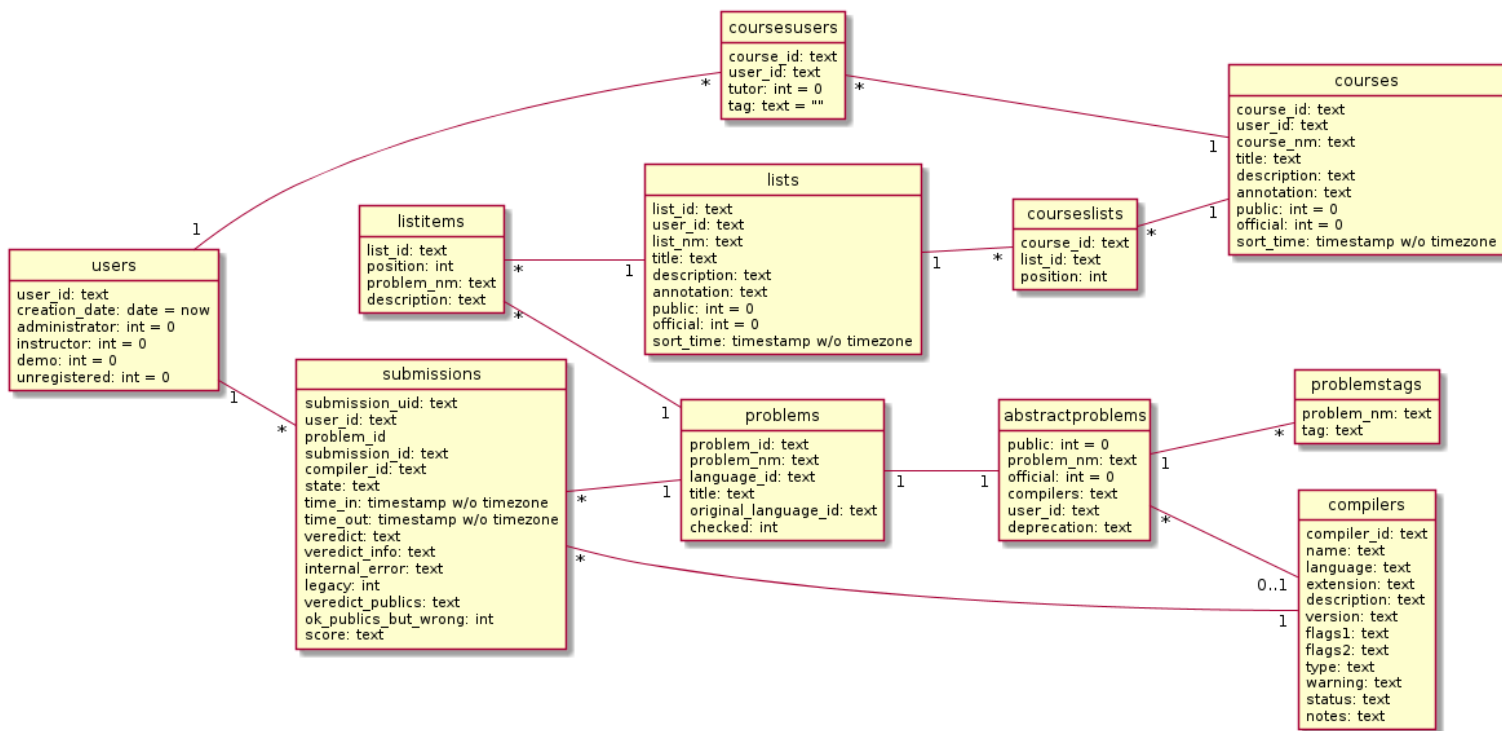 coursesusers
course_id: text
user_id: text
tutor: int = 0
tag: text = ""
*
*
courses
course_id: text
user_id: text
course_nm: text
title: text
description: text
annotation: text
public: int = 0
official: int = 0
sort_time: timestamp w/o timezone
1
1
lists
list_id: text
user_id: text
list_nm: text
title: text
description: text
annotation: text
public: int = 0
official: int = 0
sort_time: timestamp w/o timezone
1
1
courseslists
course_id: text
list_id: text
position: int
*
*
listitems
list_id: text
position: int
problem_nm: text
description: text
*
*
1
users
user_id: text
creation_date: date = now
administrator: int = 0
instructor: int = 0
demo: int = 0
unregistered: int = 0
1
*
submissions
submission_uid: text
user_id: text
problem_id
submission_id: text
compiler_id: text
state: text
time_in: timestamp w/o timezone
time_out: timestamp w/o timezone
veredict: text
veredict_info: text
internal_error: text
legacy: int
veredict_publics: text
ok_publics_but_wrong: int
score: text
*
*
1
problems
problem_id: text
problem_nm: text
language_id: text
title: text
original_language_id: text
checked: int
1
1
1
abstractproblems
public: int = 0
problem_nm: text
official: int = 0
compilers: text
user_id: text
deprecation: text
1
*
problemstags
problem_nm: text
tag: text
*
0..1
1
compilers
compiler_id: text
name: text
language: text
extension: text
description: text
version: text
flags1: text
flags2: text
type: text
warning: text
status: text
notes: text